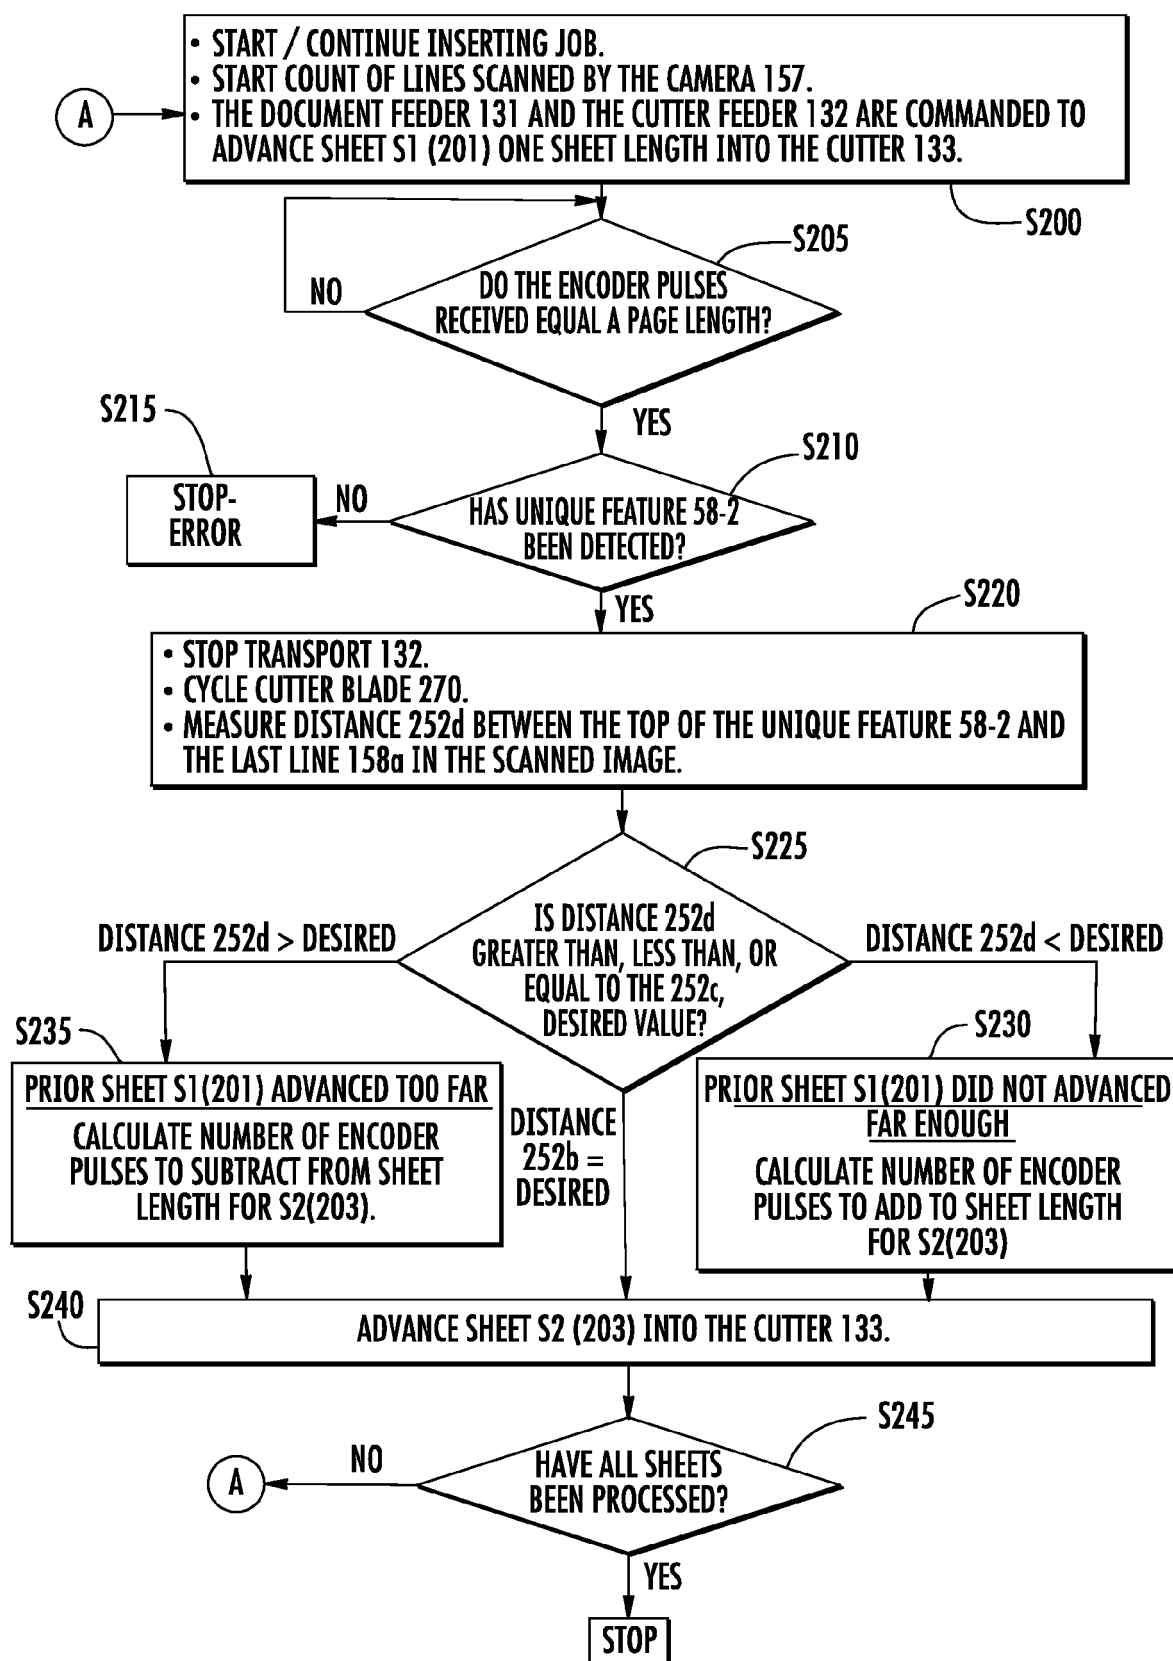 • START / CONTINUE INSERTING JOB.
• START COUNT OF LINES SCANNED BY THE CAMERA 157.
• THE DOCUMENT FEEDER 131 AND THE CUTTER FEEDER 132 ARE COMMANDED TO
ADVANCE SHEET S1 (201) ONE SHEET LENGTH INTO THE CUTTER 133.
A
S200
S205
NO
DO THE ENCODER PULSES
RECEIVED EQUAL A PAGE LENGTH?
S215
YES
S210
STOP-
ERROR
NO
HAS UNIQUE FEATURE 58-2
BEEN DETECTED?
YES
S220
• STOP TRANSPORT 132.
• CYCLE CUTTER BLADE 270.
• MEASURE DISTANCE 252d BETWEEN THE TOP OF THE UNIQUE FEATURE 58-2 AND
THE LAST LINE 158a IN THE SCANNED IMAGE.
S225
IS DISTANCE 252d
GREATER THAN, LESS THAN, OR
EQUAL TO THE 252c,
DESIRED VALUE?
DISTANCE 252d > DESIRED
DISTANCE 252d < DESIRED
S235
S230
PRIOR SHEET S1(201) ADVANCED TOO FAR
CALCULATE NUMBER OF ENCODER
PULSES TO SUBTRACT FROM SHEET
LENGTH FOR S2(203).
DISTANCE
252b =
DESIRED
PRIOR SHEET S1(201) DID NOT ADVANCED
FAR ENOUGH
CALCULATE NUMBER OF ENCODER
PULSES TO ADD TO SHEET LENGTH
FOR S2(203)
S240
ADVANCE SHEET S2 (203) INTO THE CUTTER 133.
S245
A
NO
HAVE ALL SHEETS
BEEN PROCESSED?
YES
STOP